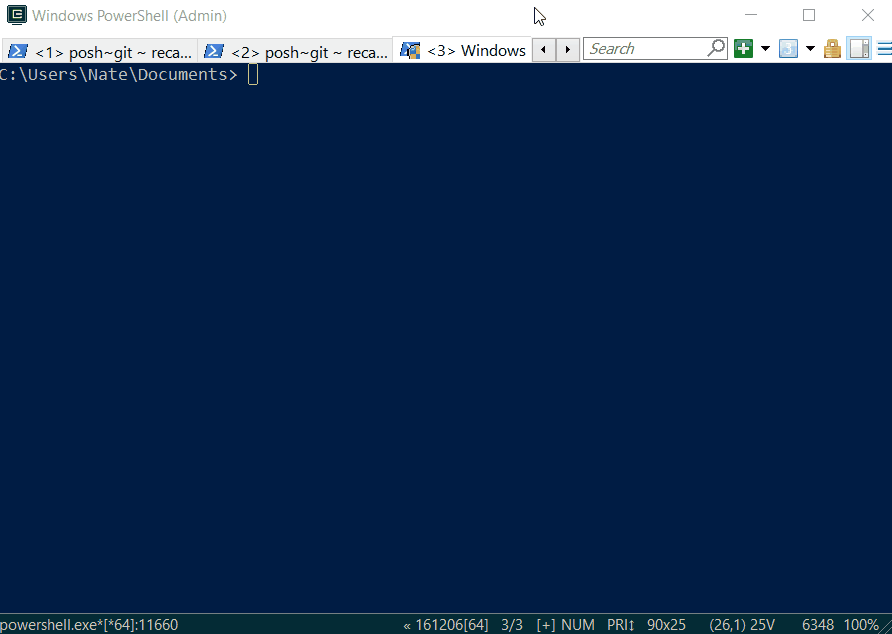 Windows PowerShell (Admin)
<1> posh~git ~ reca... <2> posh~git ~ reca... <3> Windows Search
C:\Users\Nate\Documents>
powershell.exe*[*64]:11660 « 161206[64] 3/3 [+] NUM PRI↕ 90x25 (26,1) 25V 6348 100%